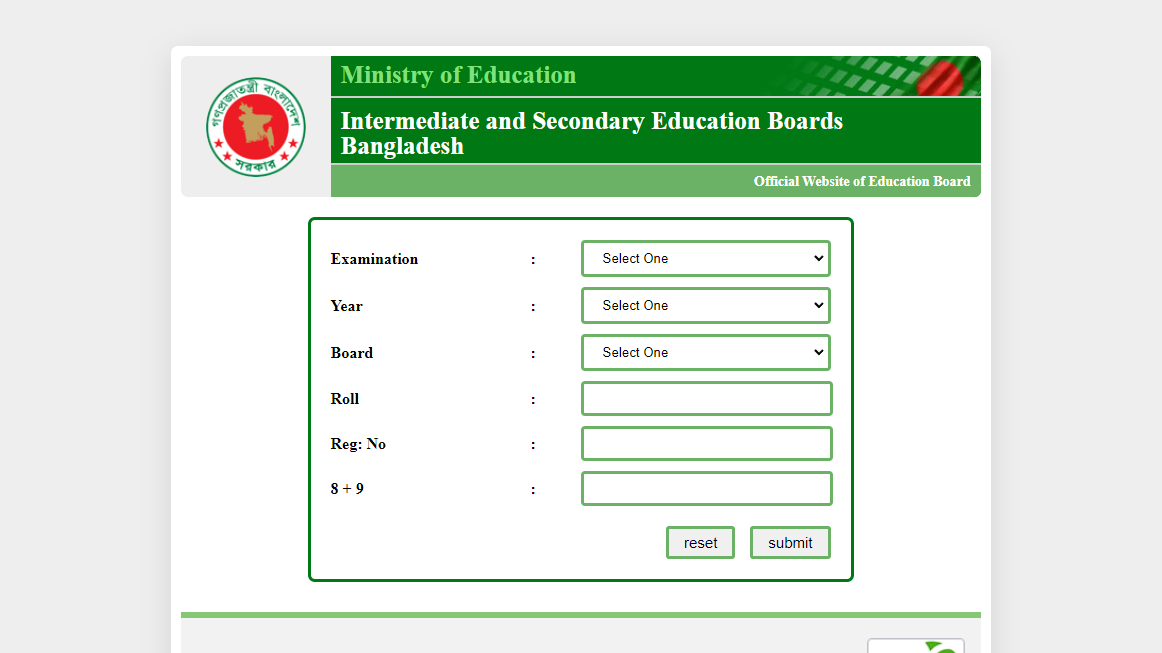 গণপ্রজাতন্ত্রী বাংলাদেশ
সরকার
Ministry of Education
Intermediate and Secondary Education Boards
Bangladesh
Official Website of Education Board
Examination : Select One
Year : Select One
Board : Select One
Roll :
Reg: No :
8 + 9 :
reset submit